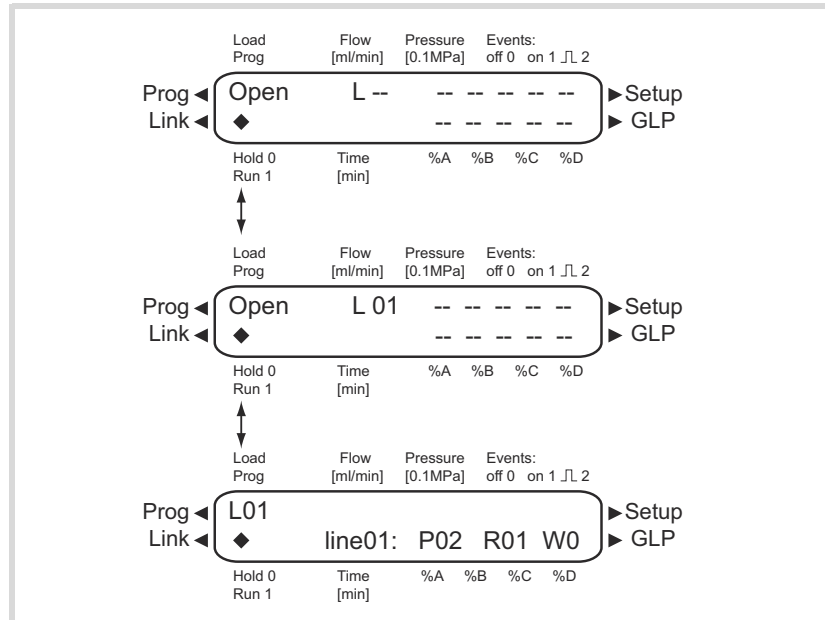 Load Flow Pressure Events:
Prog [ml/min] [0.1MPa] off 0 on 1 ⎍ 2
Prog ◄ Open L -- -- -- -- -- -- ►Setup
Link ◄ ◆ -- -- -- -- -- ► GLP
Hold 0 Time %A %B %C %D
Run 1 [min]
Load Flow Pressure Events:
Prog [ml/min] [0.1MPa] off 0 on 1 ⎍ 2
Prog ◄ Open L 01 -- -- -- -- -- ►Setup
Link ◄ ◆ -- -- -- -- -- ► GLP
Hold 0 Time %A %B %C %D
Run 1 [min]
Load Flow Pressure Events:
Prog [ml/min] [0.1MPa] off 0 on 1 ⎍ 2
Prog ◄ L01 ►Setup
Link ◄ ◆ line01: P02 R01 W0 ► GLP
Hold 0 Time %A %B %C %D
Run 1 [min]